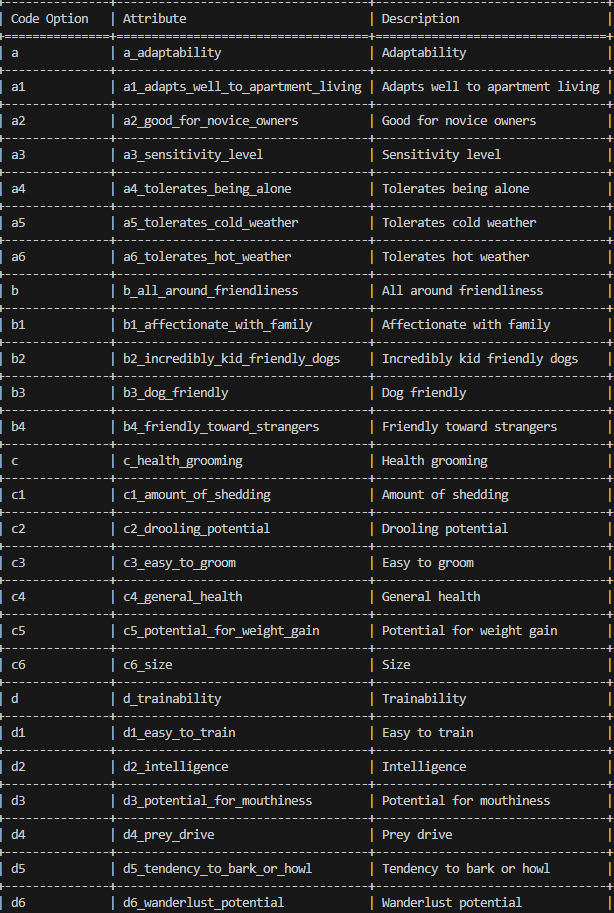 Code Option | Attribute | Description
a | a_adaptability | Adaptability
a1 | a1_adapts_well_to_apartment_living | Adapts well to apartment living
a2 | a2_good_for_novice_owners | Good for novice owners
a3 | a3_sensitivity_level | Sensitivity level
a4 | a4_tolerates_being_alone | Tolerates being alone
a5 | a5_tolerates_cold_weather | Tolerates cold weather
a6 | a6_tolerates_hot_weather | Tolerates hot weather
b | b_all_around_friendliness | All around friendliness
b1 | b1_affectionate_with_family | Affectionate with family
b2 | b2_incredibly_kid_friendly_dogs | Incredibly kid friendly dogs
b3 | b3_dog_friendly | Dog friendly
b4 | b4_friendly_toward_strangers | Friendly toward strangers
c | c_health_grooming | Health grooming
c1 | c1_amount_of_shedding | Amount of shedding
c2 | c2_drooling_potential | Drooling potential
c3 | c3_easy_to_groom | Easy to groom
c4 | c4_general_health | General health
c5 | c5_potential_for_weight_gain | Potential for weight gain
c6 | c6_size | Size
d | d_trainability | Trainability
d1 | d1_easy_to_train | Easy to train
d2 | d2_intelligence | Intelligence
d3 | d3_potential_for_mouthiness | Potential for mouthiness
d4 | d4_prey_drive | Prey drive
d5 | d5_tendency_to_bark_or_howl | Tendency to bark or howl
d6 | d6_wanderlust_potential | Wanderlust potential